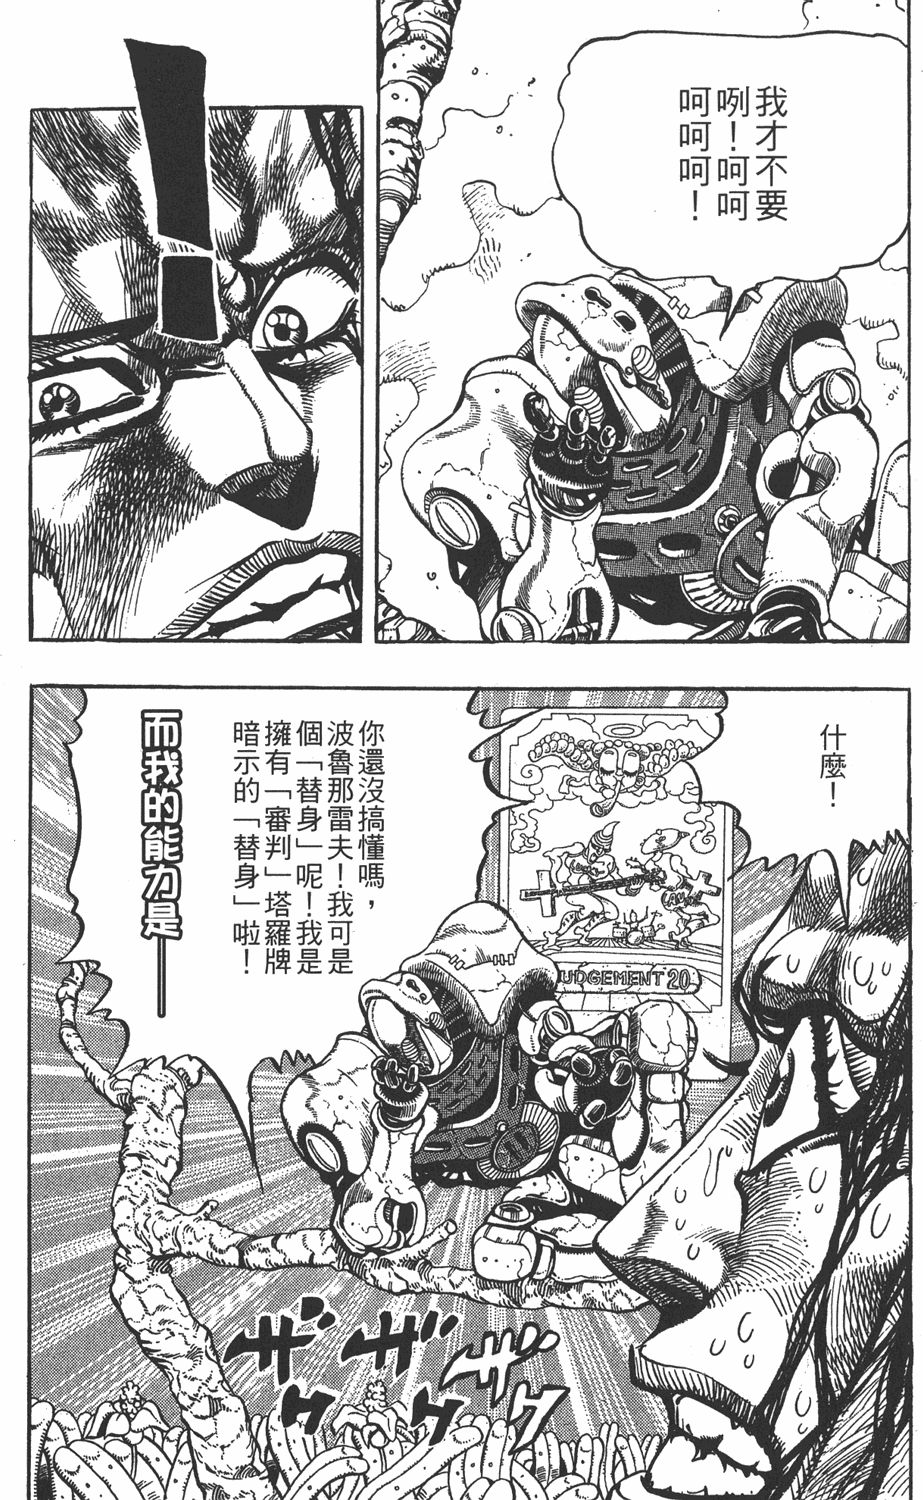 我才不要
咧！呵呵
呵呵呵！
！
什麼！
你還沒搞懂嗎，
波魯那雷夫！我可是
個「替身」呢！我是
擁有「審判」塔羅牌
暗示的「替身」啦！
而我的能力是——
JUDGEMENT 20
ザザザ
ククク